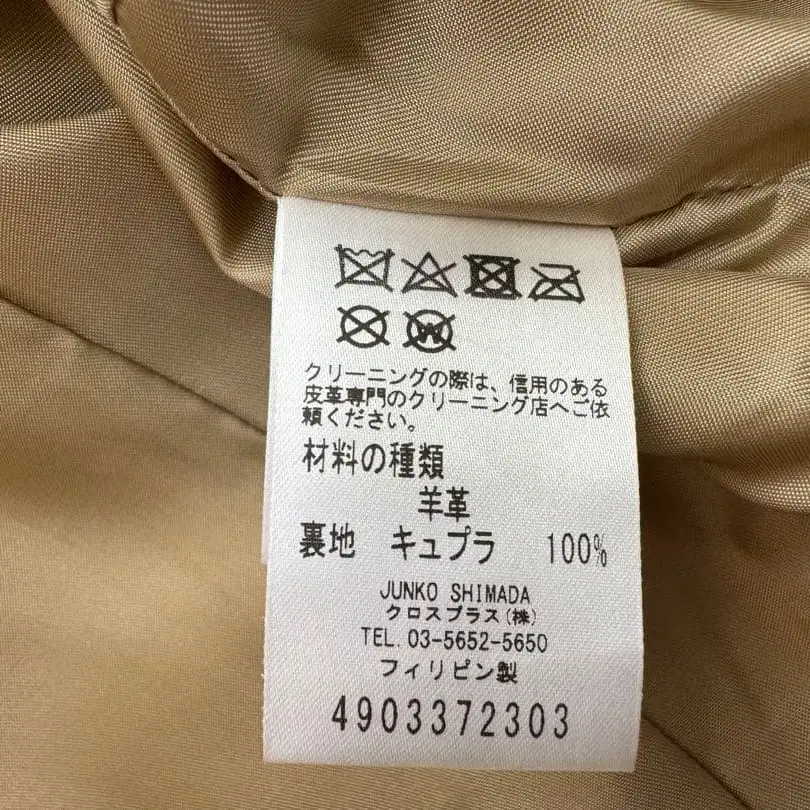 クリーニングの際は、信用のある
皮革専門のクリーニング店へご依
頼ください。
材料の種類
羊革
裏地 キュプラ 100%
JUNKO SHIMADA
クロスプラス(株)
TEL.03-5652-5650
フィリピン製
4903372303